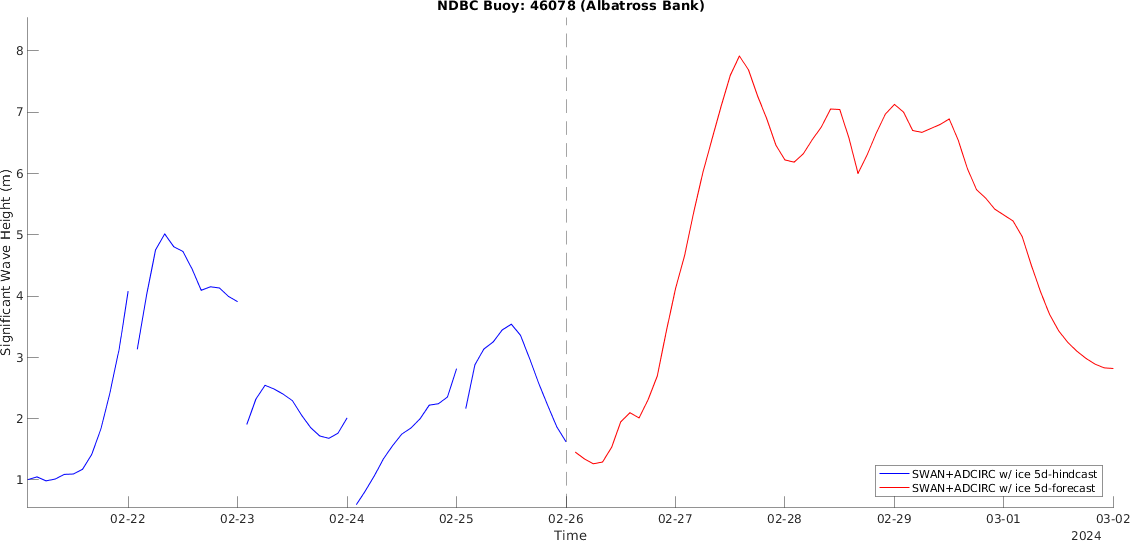 NDBC Buoy: 46078 (Albatross Bank)
8
7
6
5
4
3
2
1
Significant Wave Height (m)
SWAN+ADCIRC w/ ice 5d-hindcast
SWAN+ADCIRC w/ ice 5d-forecast
02-22 02-23 02-24 02-25 02-26 02-27 02-28 02-29 03-01 03-02
Time
2024